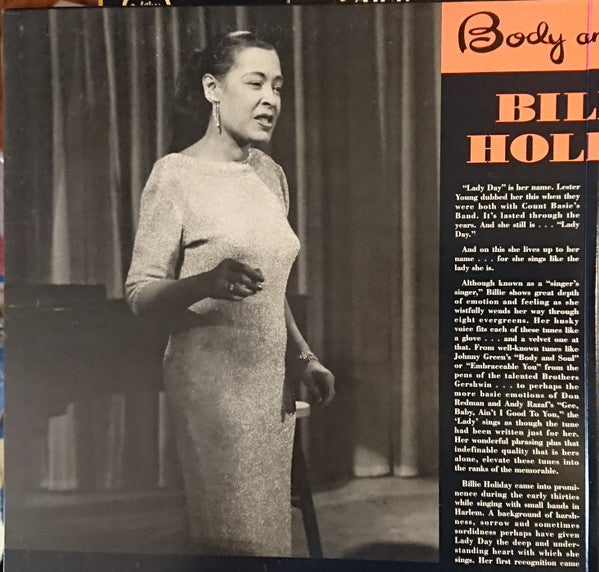 Body an
BIL
HOL
"Lady Day" is her name. Lester
Young dubbed her this when they
were both with Count Basie's
Band. It's lasted through the
years. And she still is . . . "Lady
Day."
And on this she lives up to her
name . . . for she sings like the
lady she is.
Although known as a "singer's
singer," Billie shows great depth
of emotion and feeling as she
wistfully wends her way through
eight evergreens. Her husky
voice fits each of these tunes like
a glove . . . and a velvet one at
that. From well-known tunes like
Johnny Green's "Body and Soul"
or "Embraceable You" from the
pens of the talented Brothers
Gershwin . . . to perhaps the
more basic emotions of Don
Redman and Andy Razaf's "Gee,
Baby, Ain't I Good To You," the
'Lady' sings as though the tune
had been written just for her.
Her wonderful phrasing plus that
indefinable quality that is hers
alone, elevate these tunes into
the ranks of the memorable.
Billie Holiday came into promi-
nence during the early thirties
while singing with small bands in
Harlem. A background of harsh-
ness, sorrow and sometimes
sordidness perhaps have given
Lady Day the deep and under-
standing heart with which she
sings. Her first recognition came